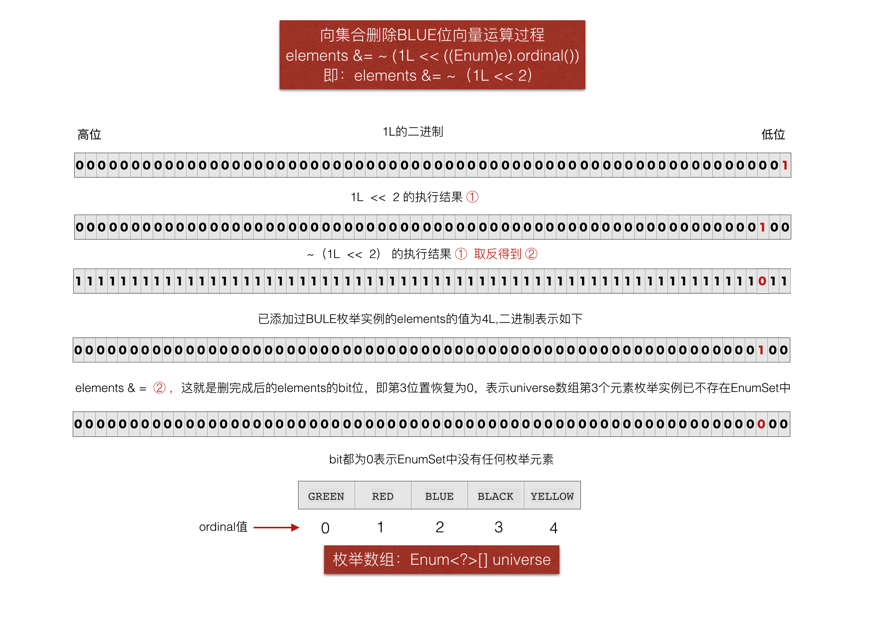 向集合删除BLUE位向量运算过程
elements &= ~ (1L << ((Enum)e).ordinal())
即：elements &= ~（1L << 2）
高位
1L的二进制
低位
0000000000000000000000000000000000000000000000000000000000000001
1L << 2 的执行结果 ①
0000000000000000000000000000000000000000000000000000000000000100
~（1L << 2） 的执行结果 ① 取反得到 ②
1111111111111111111111111111111111111111111111111111111111111011
已添加过BULE枚举实例的elements的值为4L,二进制表示如下
0000000000000000000000000000000000000000000000000000000000000100
elements & = ② ，这就是删完成后的elements的bit位，即第3位置恢复为0，表示universe数组第3个元素枚举实例已不存在EnumSet中
0000000000000000000000000000000000000000000000000000000000000000
bit都为0表示EnumSet中没有任何枚举元素
GREEN RED BLUE BLACK YELLOW
ordinal值 0 1 2 3 4
枚举数组：Enum<?>[] universe